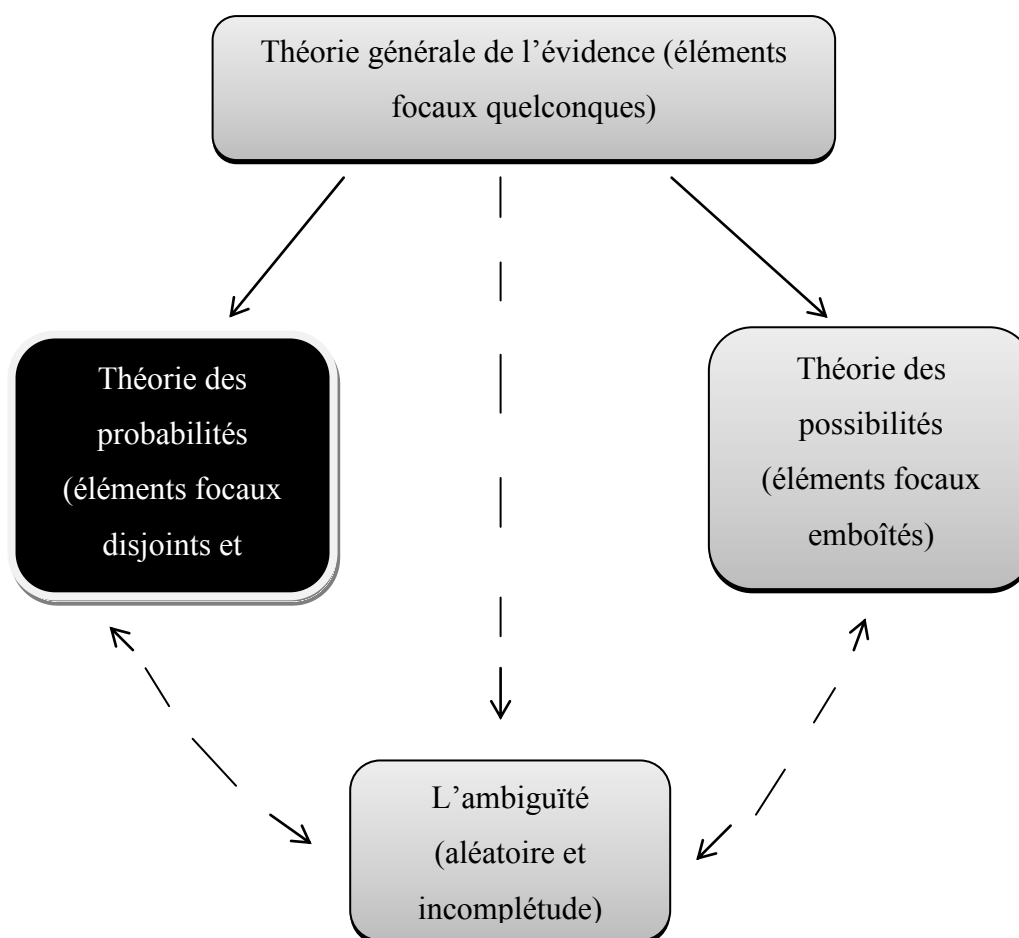 Théorie générale de l’évidence (éléments
focaux quelconques)
Théorie des
probabilités
(éléments focaux
disjoints et
Théorie des
possibilités
(éléments focaux
emboîtés)
L’ambiguïté
(aléatoire et
incomplétude)